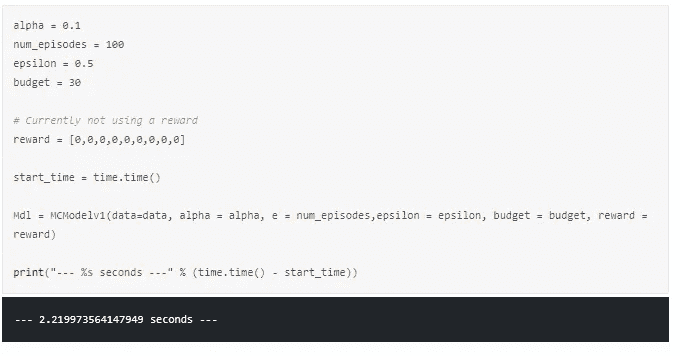 alpha = 0.1
num_episodes = 100
epsilon = 0.5
budget = 30
# Currently not using a reward
reward = [0,0,0,0,0,0,0,0,0]
start_time = time.time()
Mdl = MCModelv1(data=data, alpha = alpha, e = num_episodes,epsilon = epsilon, budget = budget, reward =
reward)
print("--- %s seconds ---" % (time.time() - start_time))
--- 2.219973564147949 seconds ---